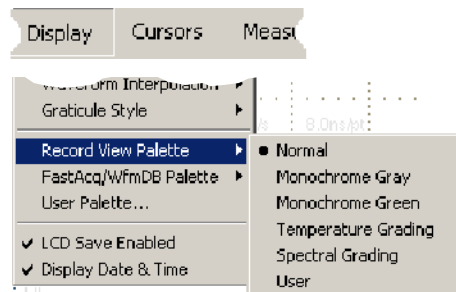 Display Cursors Measu
Waveform Interpolation
Graticule Style
/s 8.0ns/pt
Record View Palette
Normal
FastAcq/WfmDB Palette
Monochrome Gray
User Palette...
Monochrome Green
Temperature Grading
LCD Save Enabled
Spectral Grading
Display Date & Time
User